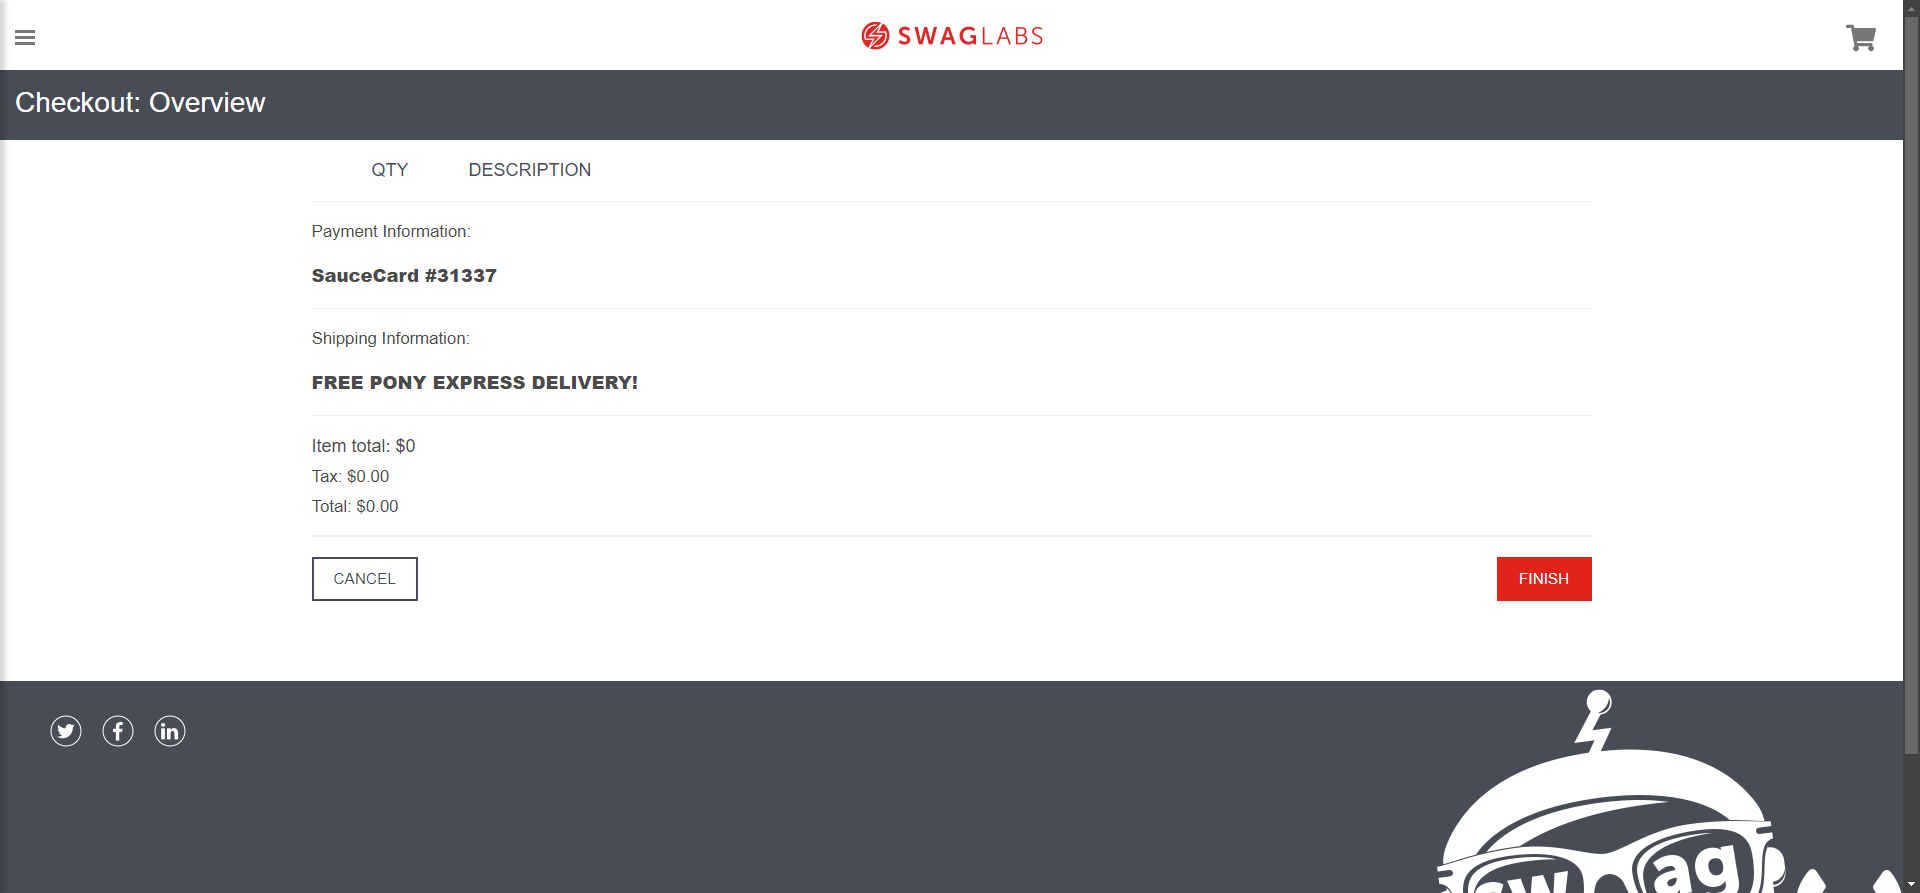 SWAGLABS
Checkout: Overview
QTY DESCRIPTION
Payment Information:
SauceCard #31337
Shipping Information:
FREE PONY EXPRESS DELIVERY!
Item total: $0
Tax: $0.00
Total: $0.00
CANCEL FINISH
sw ag